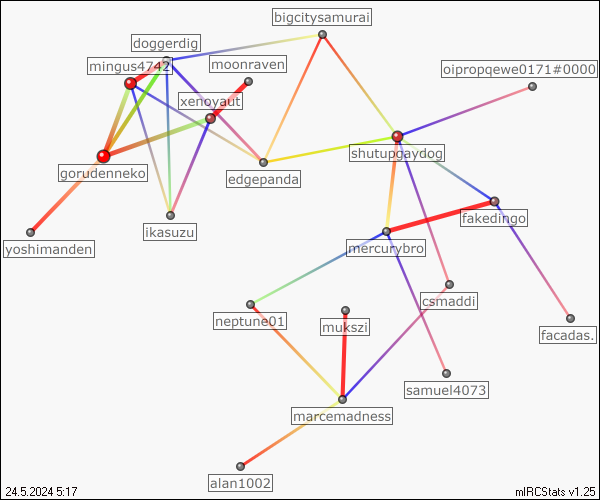 bigcitysamurai
doggerdig
mingus4742
moonraven
oipropqewe0171#0000
xenoyaut
shutupgaydog
gorudenneko
edgepanda
fakedingo
ikasuzu
yoshimanden
mercurybro
csmaddi
neptune01
mukszi
facadas.
samuel4073
marcemadness
alan1002
24.5.2024 5:17
mIRCStats v1.25